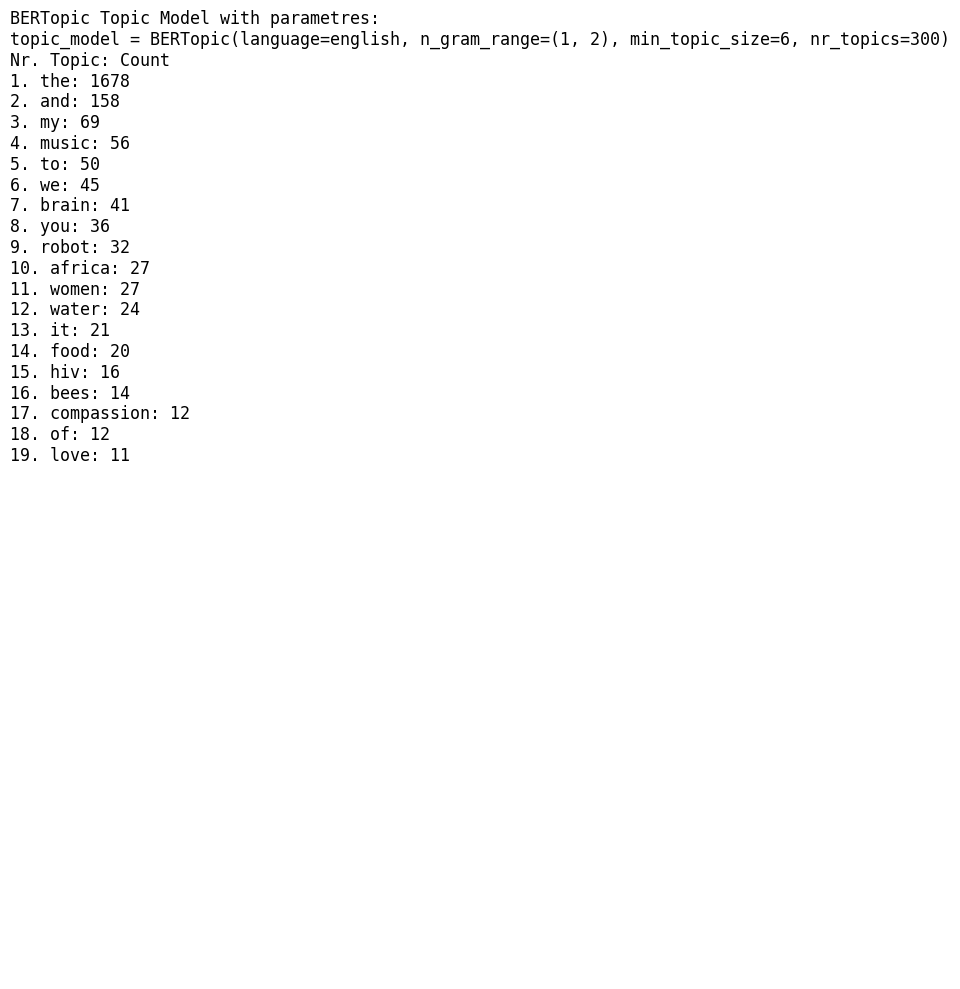 BERTopic Topic Model with parametres:
topic_model = BERTopic(language=english, n_gram_range=(1, 2), min_topic_size=6, nr_topics=300)
Nr. Topic: Count
1. the: 1678
2. and: 158
3. my: 69
4. music: 56
5. to: 50
6. we: 45
7. brain: 41
8. you: 36
9. robot: 32
10. africa: 27
11. women: 27
12. water: 24
13. it: 21
14. food: 20
15. hiv: 16
16. bees: 14
17. compassion: 12
18. of: 12
19. love: 11